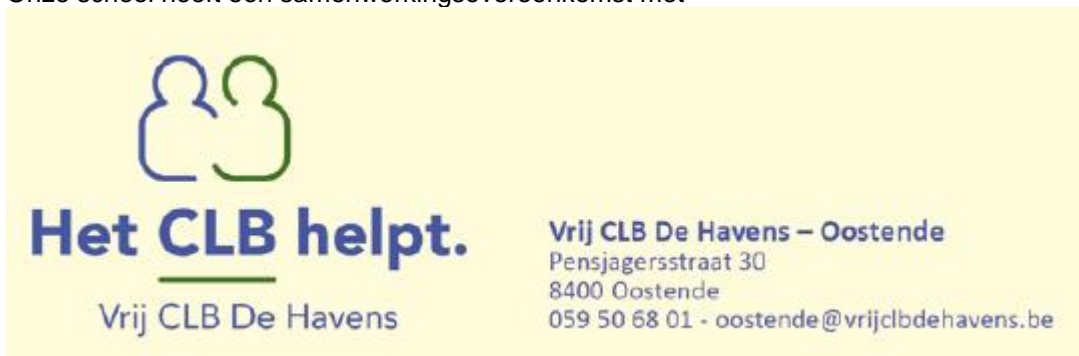 Onze school heeft een samenwerkingsovereenkomst met
Het CLB helpt.
Vrij CLB De Havens
Vrij CLB De Havens – Oostende
Pensjagersstraat 30
8400 Oostende
059 50 68 01 - oostende@vrijclbdehavens.be